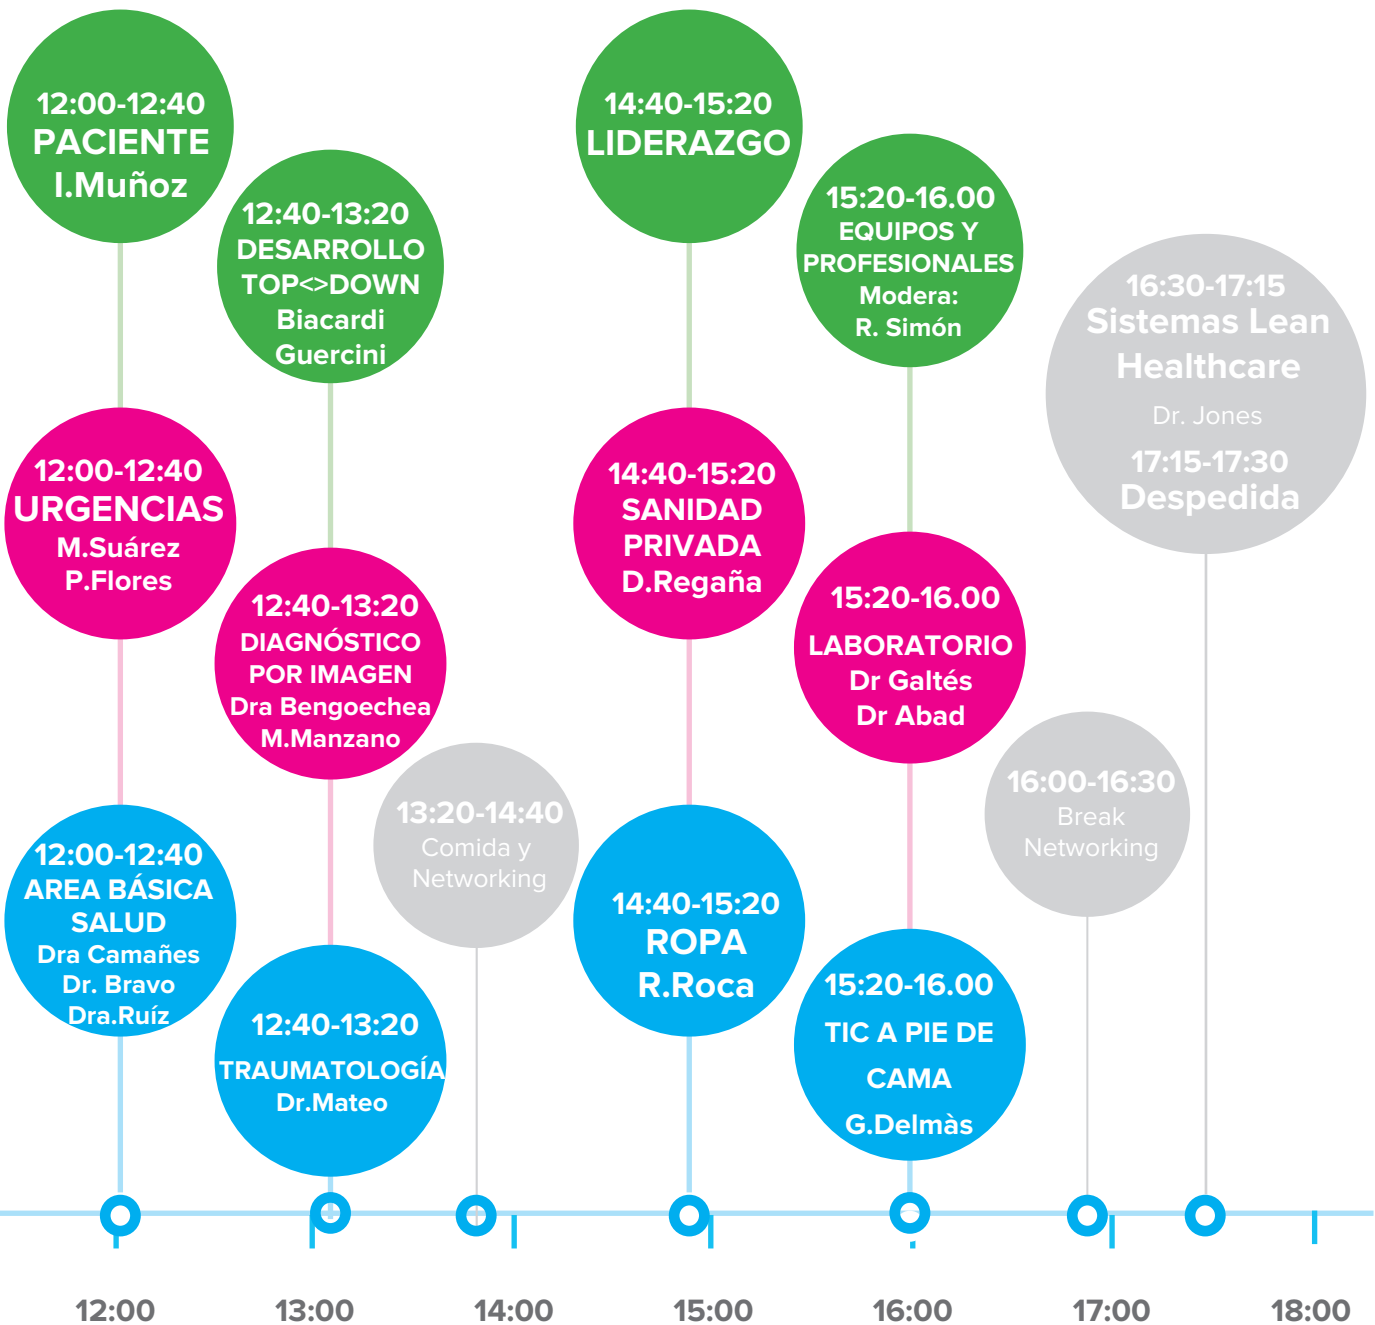 12:00-12:40
PACIENTE
I.Muñoz
12:40-13:20
DESARROLLO
TOP<>DOWN
Biacardi
Guercini
14:40-15:20
LIDERAZGO
15:20-16.00
EQUIPOS Y
PROFESIONALES
Modera:
R. Simón
16:30-17:15
Sistemas Lean
Healthcare
Dr. Jones
17:15-17:30
Despedida
12:00-12:40
URGENCIAS
M.Suárez
P.Flores
12:40-13:20
DIAGNÓSTICO
POR IMAGEN
Dra Bengoechea
M.Manzano
14:40-15:20
SANIDAD
PRIVADA
D.Regaña
15:20-16.00
LABORATORIO
Dr Galtés
Dr Abad
12:00-12:40
AREA BÁSICA
SALUD
Dra Camañes
Dr. Bravo
Dra.Ruíz
12:40-13:20
TRAUMATOLOGÍA
Dr.Mateo
13:20-14:40
Comida y
Networking
14:40-15:20
ROPA
R.Roca
15:20-16.00
TIC A PIE DE
CAMA
G.Delmàs
16:00-16:30
Break
Networking
12:00
13:00
14:00
15:00
16:00
17:00
18:00